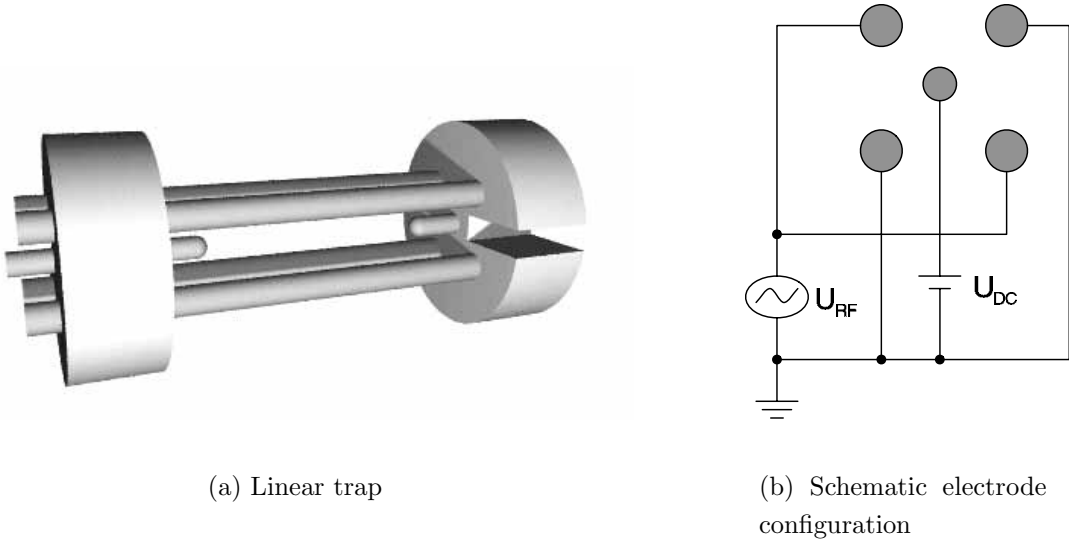 U_RF
U_DC
(a) Linear trap
(b) Schematic electrode
configuration